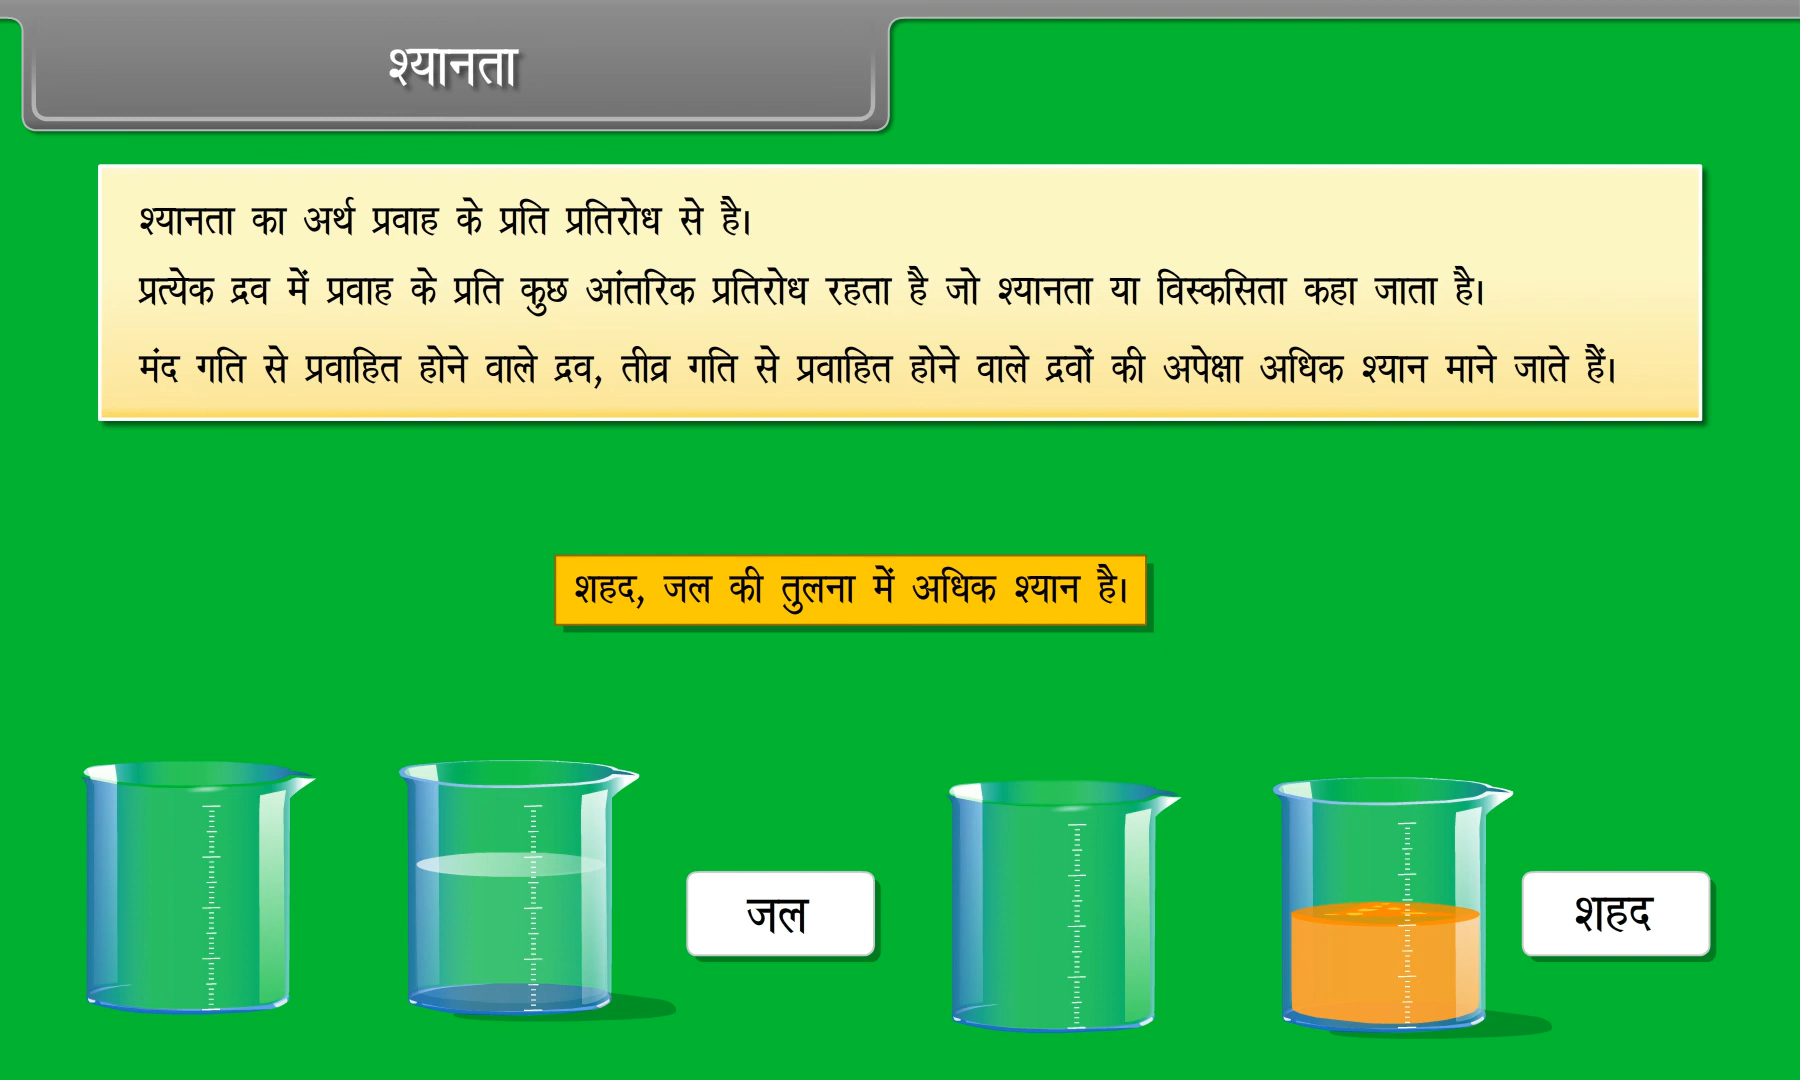 श्यानता
श्यानता का अर्थ प्रवाह के प्रति प्रतिरोध से है।
प्रत्येक द्रव में प्रवाह के प्रति कुछ आंतरिक प्रतिरोध रहता है जो श्यानता या विस्कसिता कहा जाता है।
मंद गति से प्रवाहित होने वाले द्रव, तीव्र गति से प्रवाहित होने वाले द्रवों की अपेक्षा अधिक श्यान माने जाते हैं।
शहद, जल की तुलना में अधिक श्यान है।
जल
शहद